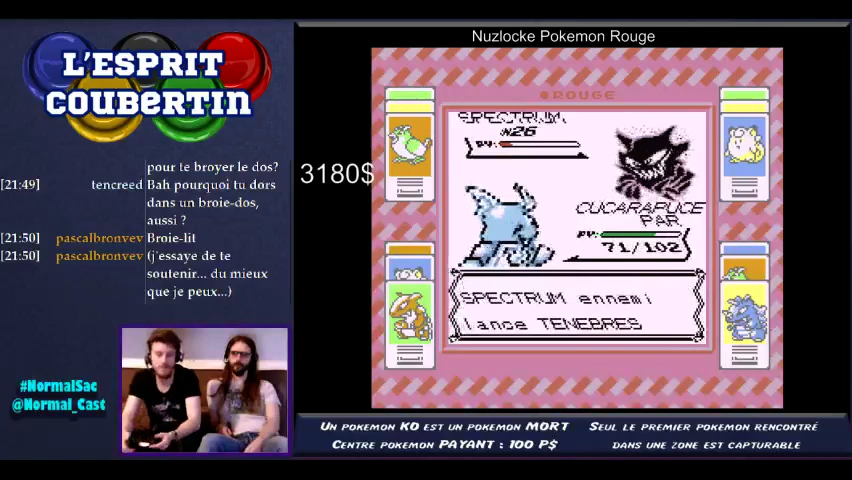 Nuzlocke Pokemon Rouge
L'ESPRIT
COUBERTIN
pour te broyer le dos?
[21:49] tencreed Bah pourquoi tu dors
dans un broie-dos,
aussi ?
[21:50] pascalbronvev Broie-lit
[21:50] pascalbronvev (j'essaye de te
soutenir... du mieux
que je peux...)
3180$
ROUGE
SPECTRUM
N26
PV:
CUCARAPUCE
PAR
PV:
71/102
SPECTRUM ennemi
lance TENEBRES
#NormalSac
@Normal_Cast
Un pokemon KO est un pokemon MORT
Centre pokemon PAYANT : 100 P$
Seul le premier pokemon rencontré
dans une zone est capturable